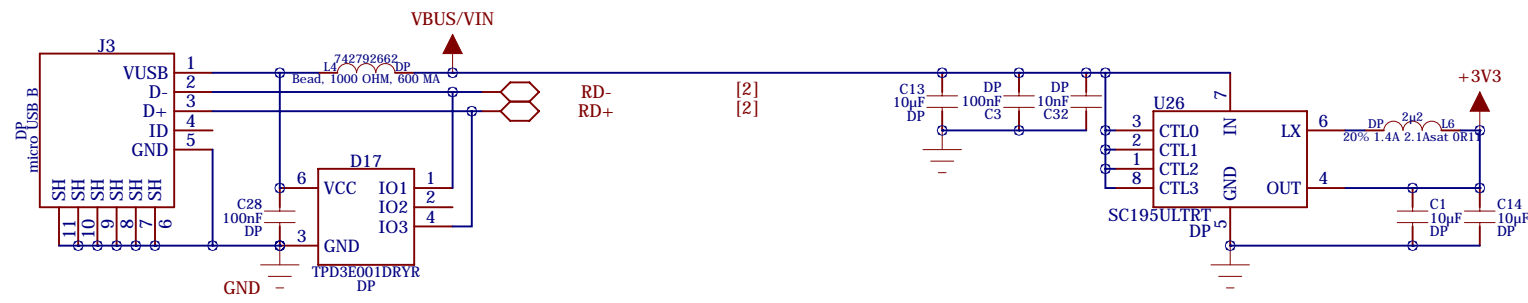 VBUS/VIN
J3
VUSB 1
D- 2
D+ 3
ID 4
GND 5
DP
micro USB B
SH SH SH SH SH SH
11 10 9 8 7 6
L4 742792662 DP
Bead, 1000 OHM, 600 MA
RD- [2]
RD+ [2]
D17
6 VCC
3 GND
IO1 1
IO2 2
IO3 4
TPD3E001DRYR
DP
C28
100nF
DP
GND
C13
10µF
DP
DP
100nF
C3
DP
10nF
C32
U26
7 IN
3 CTL0
2 CTL1
1 CTL2
8 CTL3
LX 6
OUT 4
GND 5
SC195ULTRT
DP
+3V3
DP 2µ2 L6
20% 1.4A 2.1Asat 0R11
C1
10µF
DP
C14
10µF
DP